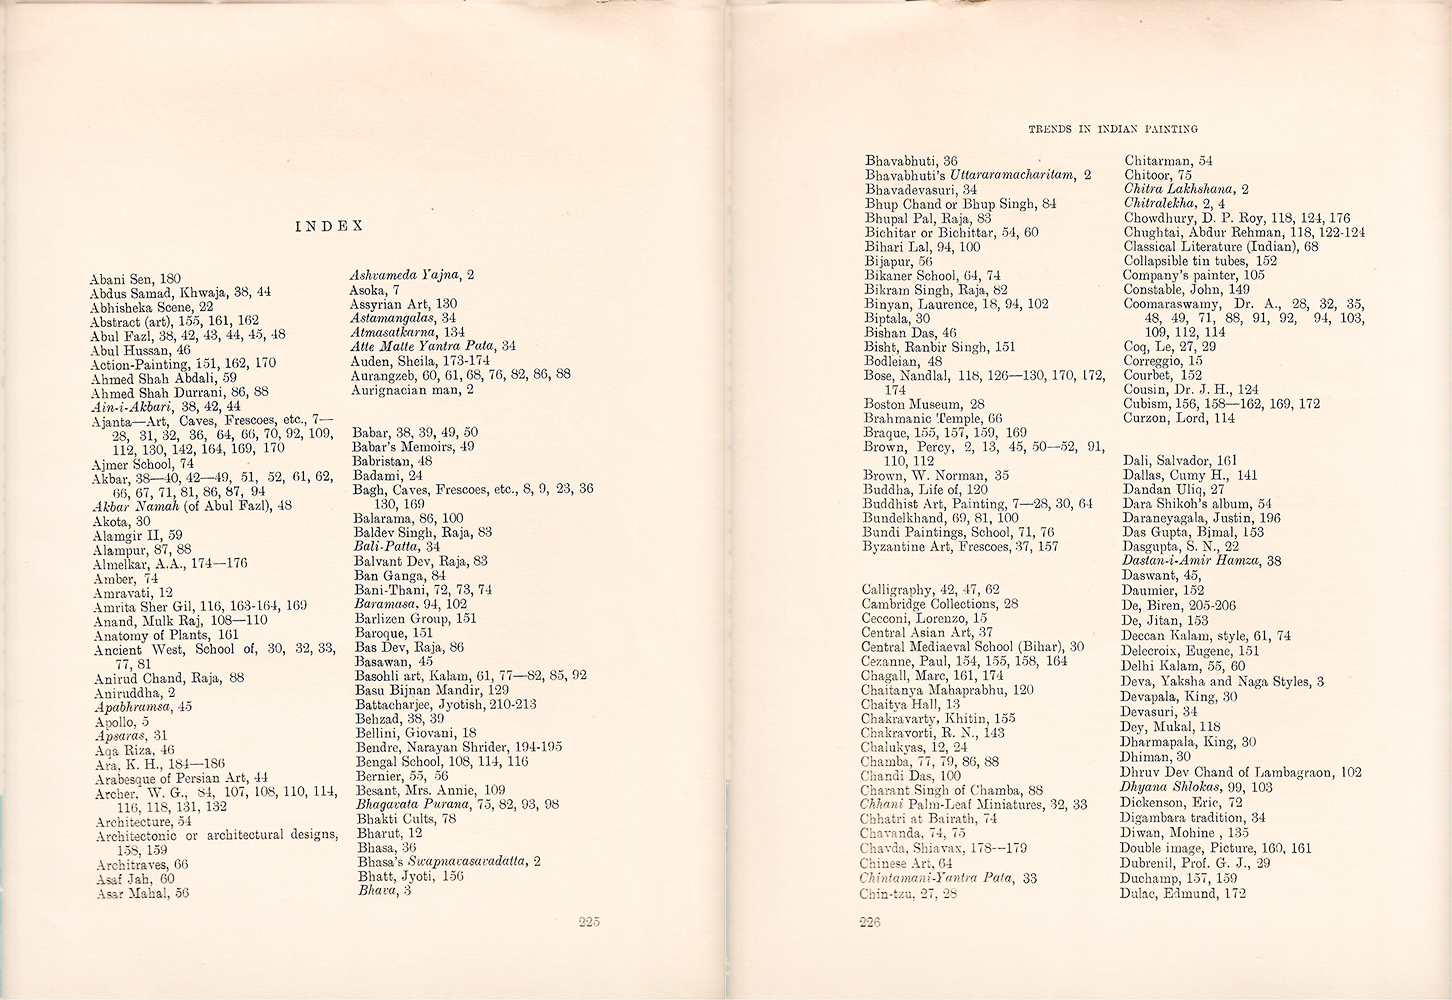 INDEX
Abani Sen, 180
Abdus Samad, Khwaja, 38, 44
Abhisheka Scene, 22
Abstract (art), 155, 161, 162
Abul Fazl, 38, 42, 43, 44, 45, 48
Abul Hussan, 46
Action-Painting, 151, 162, 170
Ahmed Shah Abdali, 59
Ahmed Shah Durrani, 86, 88
Ain-i-Akbari, 38, 42, 44
Ajanta—Art, Caves, Frescoes, etc., 7—
28, 31, 32, 36, 64, 66, 70, 92, 109,
112, 130, 142, 164, 169, 170
Ajmer School, 74
Akbar, 38—40, 42—49, 51, 52, 61, 62,
66, 67, 71, 81, 86, 87, 94
Akbar Namah (of Abul Fazl), 48
Akota, 30
Alamgir II, 59
Alampur, 87, 88
Almelkar, A.A., 174—176
Amber, 74
Amravati, 12
Amrita Sher Gil, 116, 163-164, 169
Anand, Mulk Raj, 108—110
Anatomy of Plants, 161
Ancient West, School of, 30, 32, 33,
77, 81
Anirud Chand, Raja, 88
Aniruddha, 2
Apabhramsa, 45
Apollo, 5
Apsaras, 31
Aqa Riza, 46
Ara, K. H., 184—186
Arabesque of Persian Art, 44
Archer, W. G., 84, 107, 108, 110, 114,
116, 118, 131, 132
Architecture, 54
Architectonic or architectural designs,
158, 159
Architraves, 66
Asaf Jah, 60
Asar Mahal, 56
Ashvameda Yajna, 2
Asoka, 7
Assyrian Art, 130
Astamangalas, 34
Atmasatkarna, 134
Atte Matte Yantra Pata, 34
Auden, Sheila, 173-174
Aurangzeb, 60, 61, 68, 76, 82, 86, 88
Aurignacian man, 2
Babar, 38, 39, 49, 50
Babar's Memoirs, 49
Babristan, 48
Badami, 24
Bagh, Caves, Frescoes, etc., 8, 9, 23, 36
130, 169
Balarama, 86, 100
Baldev Singh, Raja, 83
Bali-Patta, 34
Balvant Dev, Raja, 83
Ban Ganga, 84
Bani-Thani, 72, 73, 74
Baramasa, 94, 102
Barlizen Group, 151
Baroque, 151
Bas Dev, Raja, 86
Basawan, 45
Basohli art, Kalam, 61, 77—82, 85, 92
Basu Bijnan Mandir, 129
Battacharjee, Jyotish, 210-213
Behzad, 38, 39
Bellini, Giovani, 18
Bendre, Narayan Shrider, 194-195
Bengal School, 108, 114, 116
Bernier, 55, 56
Besant, Mrs. Annie, 109
Bhagavata Purana, 75, 82, 93, 98
Bhakti Cults, 78
Bharut, 12
Bhasa, 36
Bhasa's Swapnavasavadatta, 2
Bhatt, Jyoti, 156
Bhava, 3
225
TRENDS IN INDIAN PAINTING
Bhavabhuti, 36
Bhavabhuti's Uttararamacharitam, 2
Bhavadevasuri, 34
Bhup Chand or Bhup Singh, 84
Bhupal Pal, Raja, 83
Bichitar or Bichittar, 54, 60
Bihari Lal, 94, 100
Bijapur, 56
Bikaner School, 64, 74
Bikram Singh, Raja, 82
Binyan, Laurence, 18, 94, 102
Biptala, 30
Bishan Das, 46
Bisht, Ranbir Singh, 151
Bodleian, 48
Bose, Nandlal, 118, 126—130, 170, 172,
174
Boston Museum, 28
Brahmanic Temple, 66
Braque, 155, 157, 159, 169
Brown, Percy, 2, 13, 45, 50—52, 91,
110, 112
Brown, W. Norman, 35
Buddha, Life of, 120
Buddhist Art, Painting, 7—28, 30, 64
Bundelkhand, 69, 81, 100
Bundi Paintings, School, 71, 76
Byzantine Art, Frescoes, 37, 157
Calligraphy, 42, 47, 62
Cambridge Collections, 28
Cecconi, Lorenzo, 15
Central Asian Art, 37
Central Mediaeval School (Bihar), 30
Cezanne, Paul, 154, 155, 158, 164
Chagall, Marc, 161, 174
Chaitanya Mahaprabhu, 120
Chaitya Hall, 13
Chakravarty, Khitin, 155
Chakravorti, R. N., 143
Chalukyas, 12, 24
Chamba, 77, 79, 86, 88
Chandi Das, 100
Charant Singh of Chamba, 88
Chhani Palm-Leaf Miniatures, 32, 33
Chhatri at Bairath, 74
Chavanda, 74, 75
Chavda, Shiavax, 178—179
Chinese Art, 64
Chintamani-Yantra Pata, 33
Chin-tzu, 27, 28
Chitarman, 54
Chitoor, 75
Chitra Lakhshana, 2
Chitralekha, 2, 4
Chowdhury, D. P. Roy, 118, 124, 176
Chughtai, Abdur Rehman, 118, 122-124
Classical Literature (Indian), 68
Collapsible tin tubes, 152
Company's painter, 105
Constable, John, 149
Coomaraswamy, Dr. A., 28, 32, 35,
48, 49, 71, 88, 91, 92, 94, 103,
109, 112, 114
Coq, Le, 27, 29
Correggio, 15
Courbet, 152
Cousin, Dr. J. H., 124
Cubism, 156, 158—162, 169, 172
Curzon, Lord, 114
Dali, Salvador, 161
Dallas, Cumy H., 141
Dandan Uliq, 27
Dara Shikoh's album, 54
Daraneyagala, Justin, 196
Das Gupta, Bimal, 153
Dasgupta, S. N., 22
Dastan-i-Amir Hamza, 38
Daswant, 45,
Daumier, 152
De, Biren, 205-206
De, Jitan, 153
Deccan Kalam, style, 61, 74
Delecroix, Eugene, 151
Delhi Kalam, 55, 60
Deva, Yaksha and Naga Styles, 3
Devapala, King, 30
Devasuri, 34
Dey, Mukal, 118
Dharmapala, King, 30
Dhiman, 30
Dhruv Dev Chand of Lambagraon, 102
Dhyana Shlokas, 99, 103
Dickenson, Eric, 72
Digambara tradition, 34
Diwan, Mohine , 135
Double image, Picture, 160, 161
Dubrenil, Prof. G. J., 29
Duchamp, 157, 159
Dulac, Edmund, 172
226